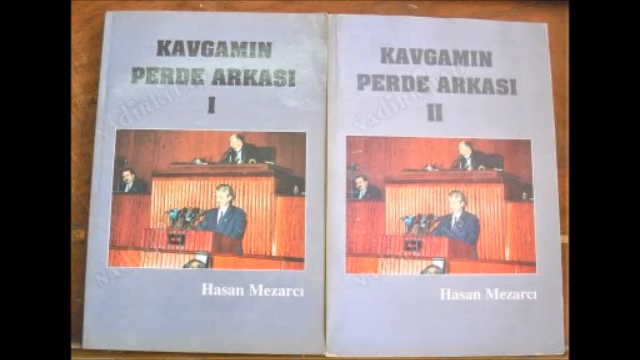 KAVGAMIN
PERDE ARKASI
I
Hasan Mezarcı
KAVGAMIN
PERDE ARKASI
II
Hasan Mezarcı